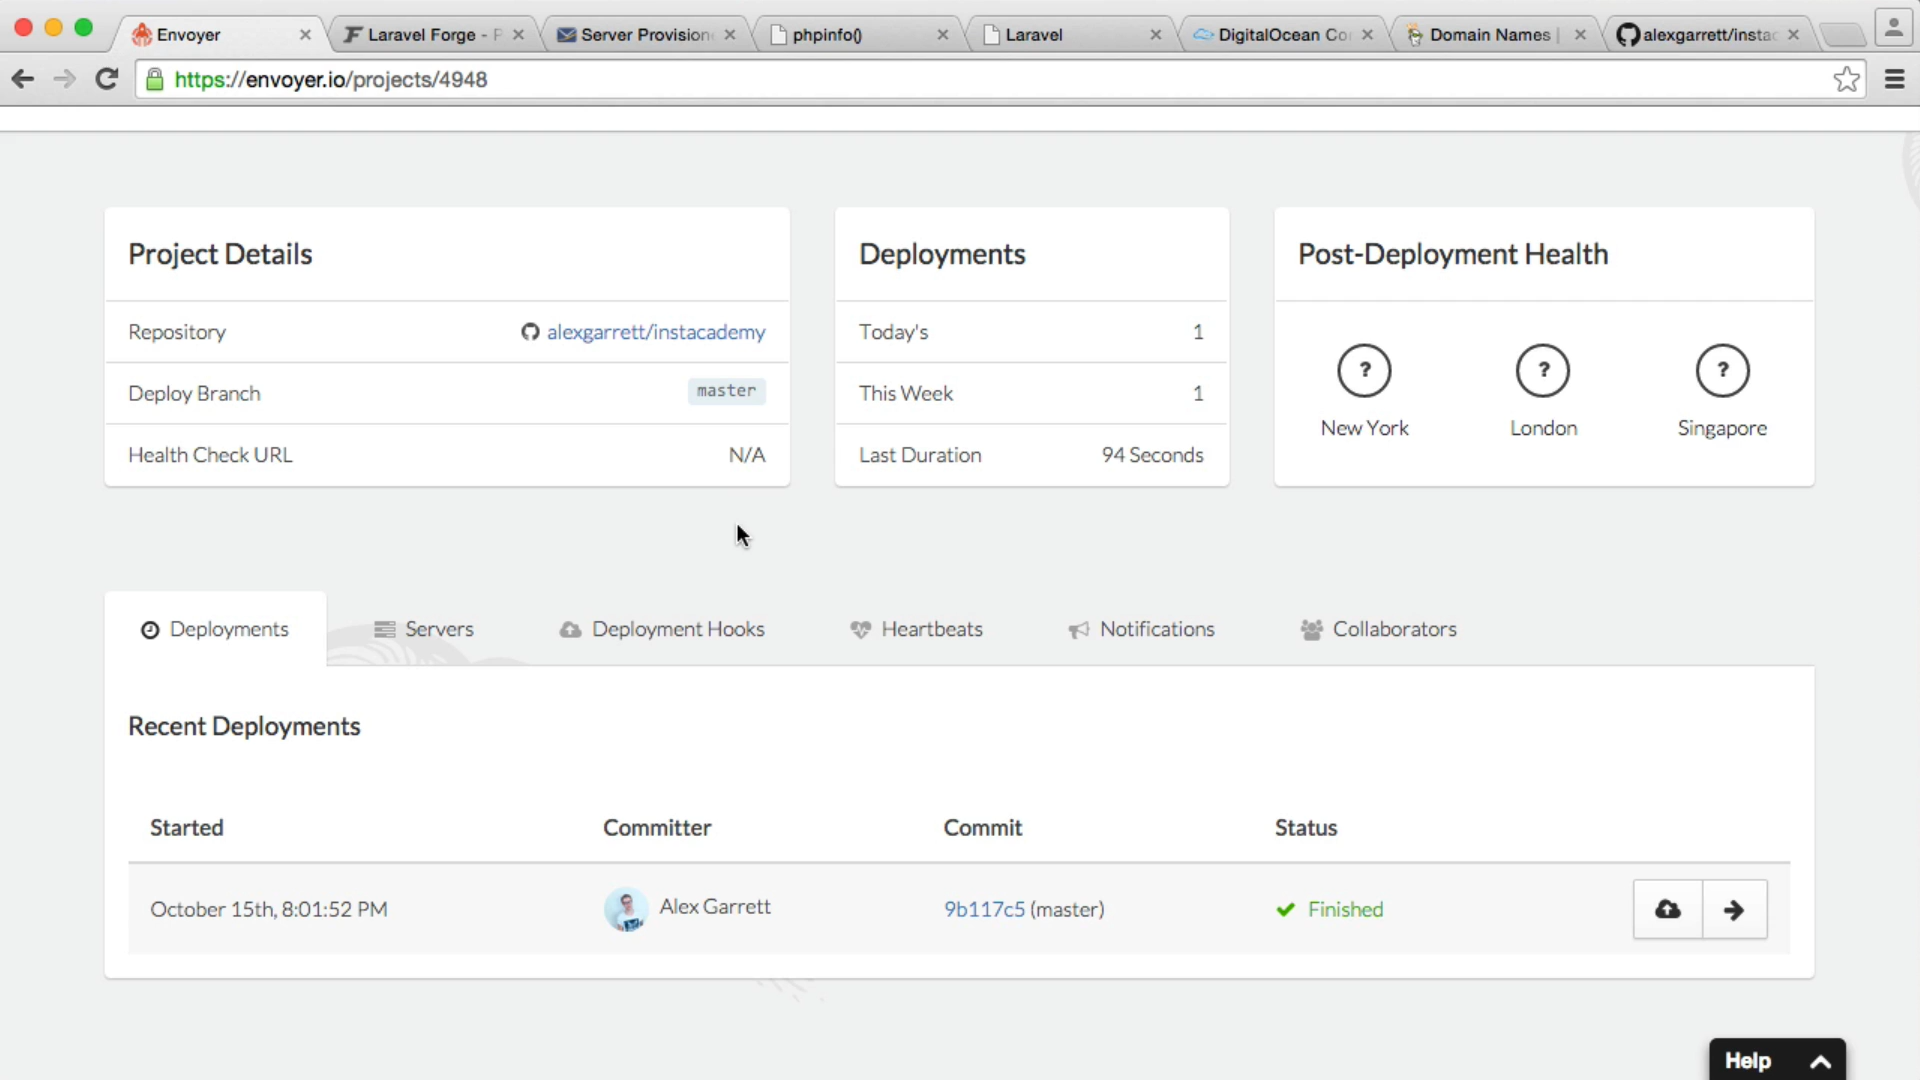 Envoyer
Laravel Forge - P
Server Provision
phpinfo()
Laravel
DigitalOcean Co
Domain Names |
alexgarrett/insta
https://envoyer.io/projects/4948
Project Details
Repository alexgarrett/instacademy
Deploy Branch master
Health Check URL N/A
Deployments
Today's 1
This Week 1
Last Duration 94 Seconds
Post-Deployment Health
? ? ?
New York London Singapore
Deployments Servers Deployment Hooks Heartbeats Notifications Collaborators
Recent Deployments
Started Committer Commit Status
October 15th, 8:01:52 PM Alex Garrett 9b117c5 (master) Finished
Help